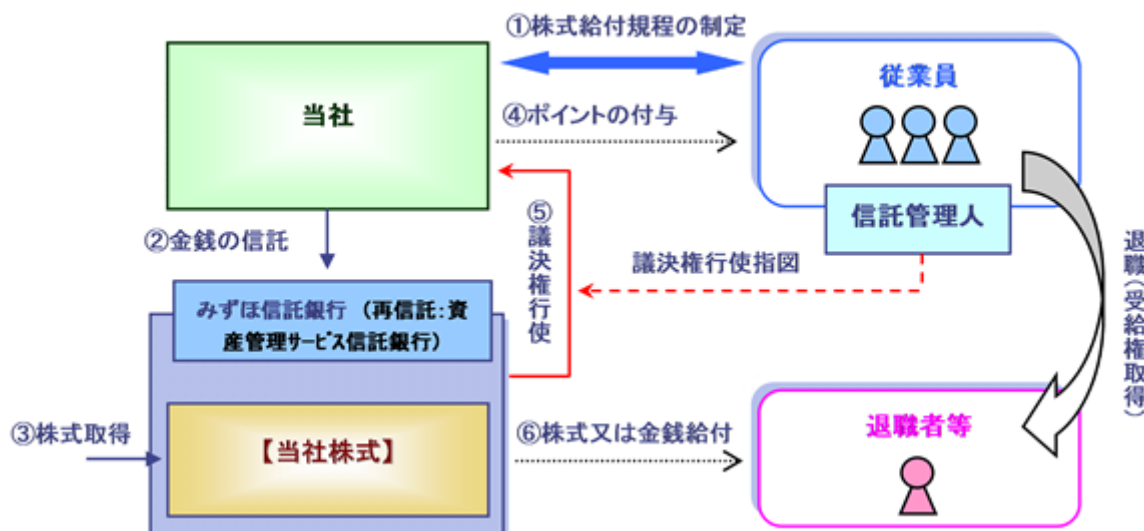 ①株式給付規程の制定
従業員
当社
④ポイントの付与
信託管理人
②金銭の信託
⑤議決権行使
議決権行使指図
退職(受給権取得)
みずほ信託銀行 (再信託:資
産管理サービス信託銀行)
③株式取得
【当社株式】
⑥株式又は金銭給付
退職者等